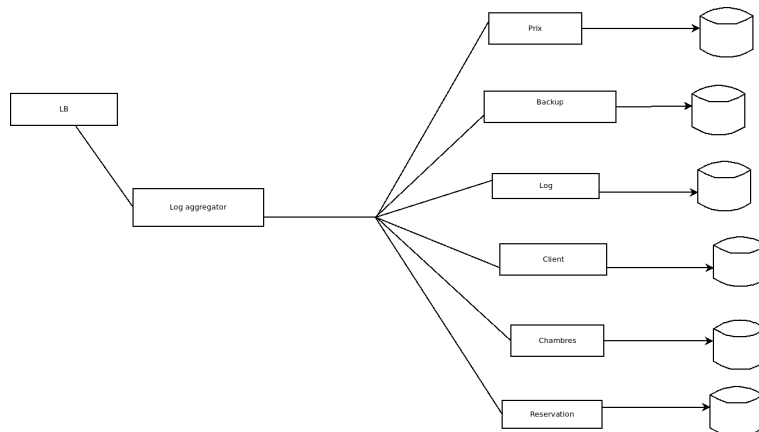 Prix
Backup
LB
Log
Log aggregator
Client
Chambres
Reservation